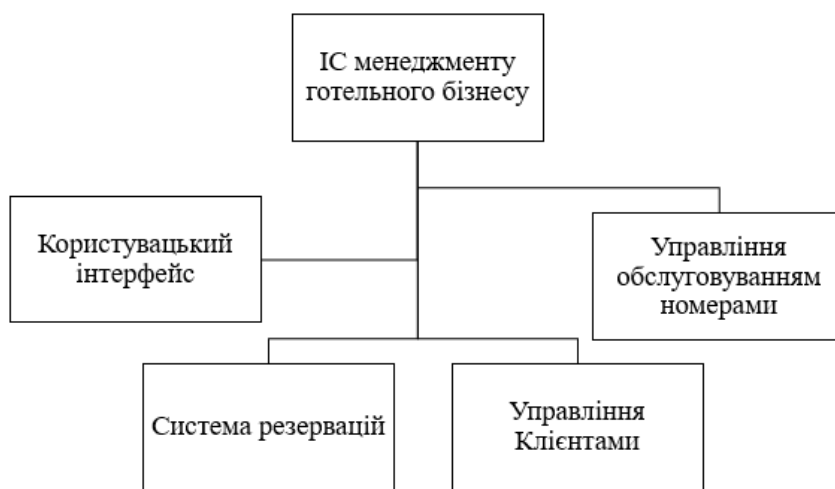 ІС менеджменту
готельного бізнесу
Користувацький
інтерфейс
Управління
обслуговуванням
номерами
Система резервацій
Управління
Клієнтами